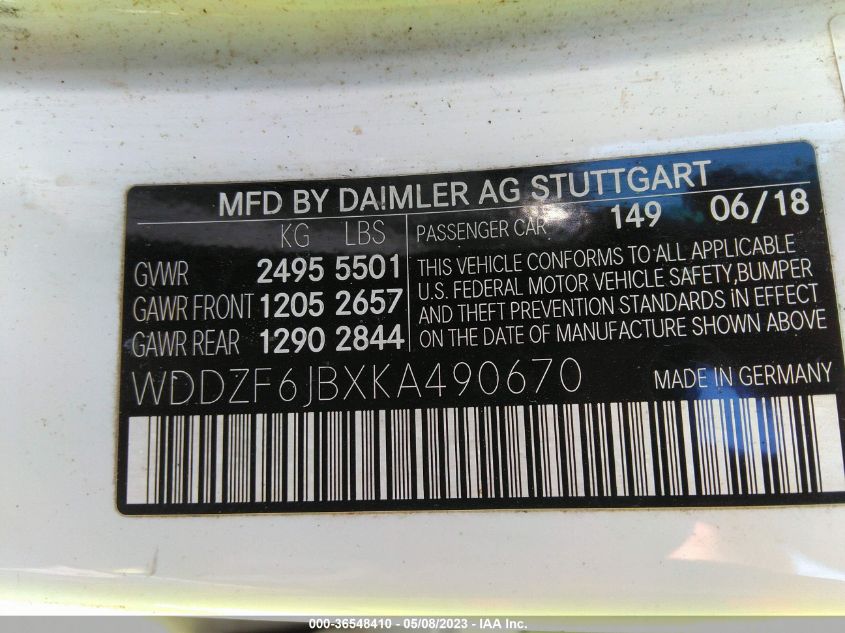 MFD BY DAIMLER AG STUTTGART
KG LBS
GVWR 2495 5501
GAWR FRONT 1205 2657
GAWR REAR 1290 2844
PASSENGER CAR 149 06/18
THIS VEHICLE CONFORMS TO ALL APPLICABLE
U.S. FEDERAL MOTOR VEHICLE SAFETY,BUMPER
AND THEFT PREVENTION STANDARDS IN EFFECT
ON THE DATE OF MANUFACTURE SHOWN ABOVE
WDDZF6JBXKA490670 MADE IN GERMANY
000-36548410 - 05/08/2023 - IAA Inc.